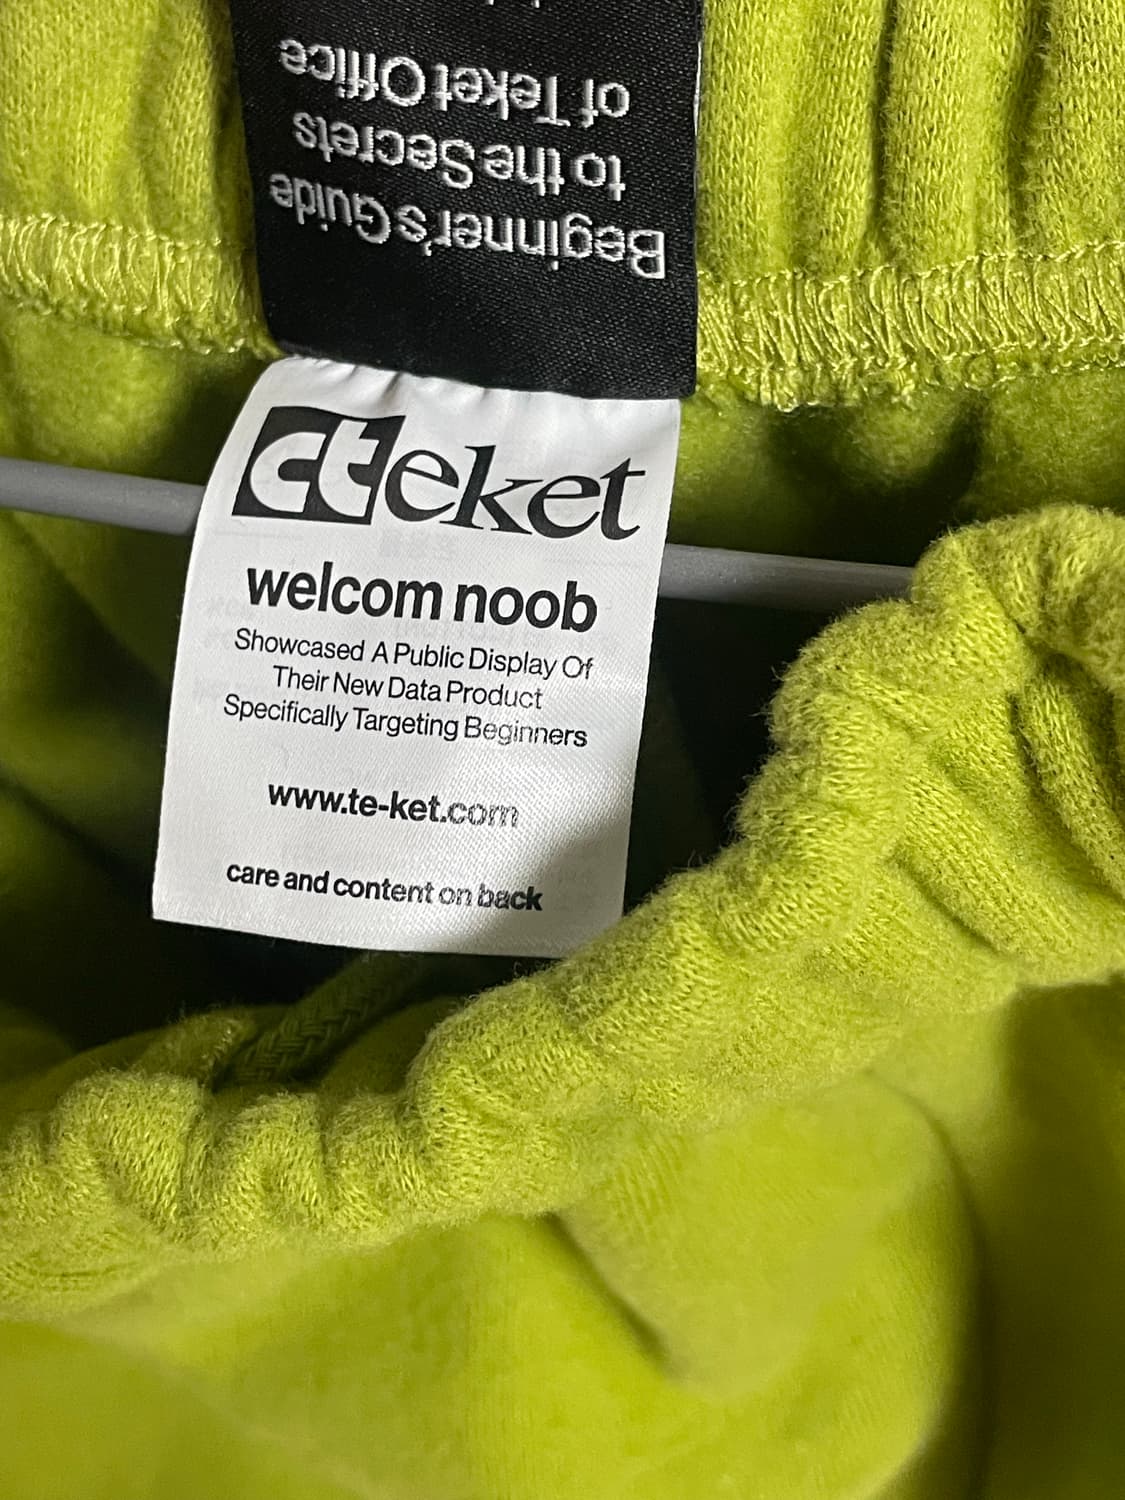 Beginner's Guide
to the Secrets
of Teket Office
teket
welcom noob
Showcased A Public Display Of
Their New Data Product
Specifically Targeting Beginners
www.te-ket.com
care and content on back